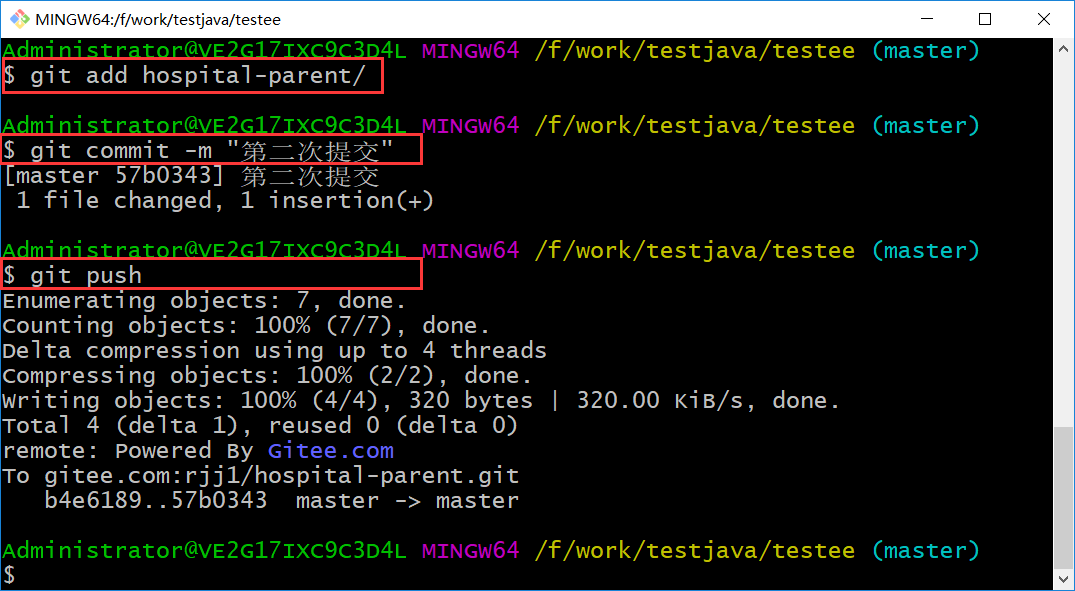 MINGW64:/f/work/testjava/testee
Administrator@VE2G17IXC9C3D4L MINGW64 /f/work/testjava/testee (master)
$ git add hospital-parent/
Administrator@VE2G17IXC9C3D4L MINGW64 /f/work/testjava/testee (master)
$ git commit -m "第二次提交"
[master 57b0343] 第二次提交
1 file changed, 1 insertion(+)
Administrator@VE2G17IXC9C3D4L MINGW64 /f/work/testjava/testee (master)
$ git push
Enumerating objects: 7, done.
Counting objects: 100% (7/7), done.
Delta compression using up to 4 threads
Compressing objects: 100% (2/2), done.
Writing objects: 100% (4/4), 320 bytes | 320.00 KiB/s, done.
Total 4 (delta 1), reused 0 (delta 0)
remote: Powered By Gitee.com
To gitee.com:rjj1/hospital-parent.git
b4e6189..57b0343  master -> master
Administrator@VE2G17IXC9C3D4L MINGW64 /f/work/testjava/testee (master)
$